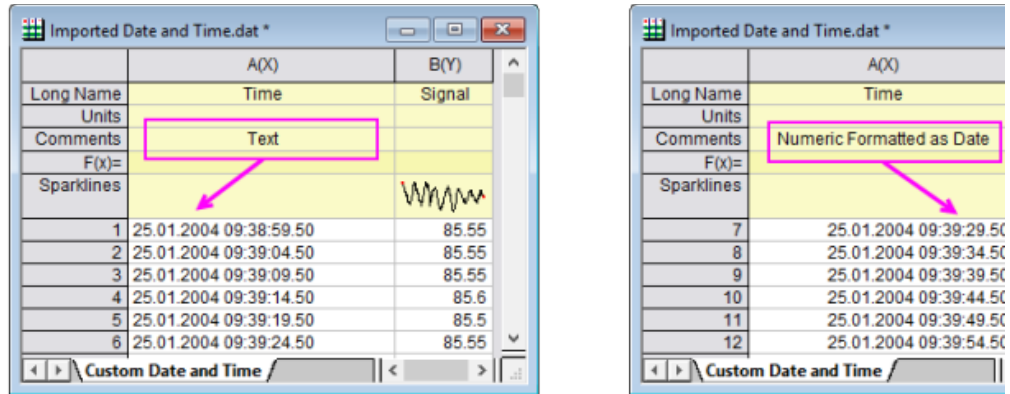 Imported Date and Time.dat *
A(X) B(Y)
Long Name Time Signal
Units
Comments Text
F(x)=
Sparklines
1 25.01.2004 09:38:59.50 85.55
2 25.01.2004 09:39:04.50 85.55
3 25.01.2004 09:39:09.50 85.55
4 25.01.2004 09:39:14.50 85.6
5 25.01.2004 09:39:19.50 85.5
6 25.01.2004 09:39:24.50 85.55
Custom Date and Time
Imported Date and Time.dat *
A(X)
Long Name Time
Units
Comments Numeric Formatted as Date
F(x)=
Sparklines
7 25.01.2004 09:39:29.50
8 25.01.2004 09:39:34.50
9 25.01.2004 09:39:39.50
10 25.01.2004 09:39:44.50
11 25.01.2004 09:39:49.50
12 25.01.2004 09:39:54.50
Custom Date and Time